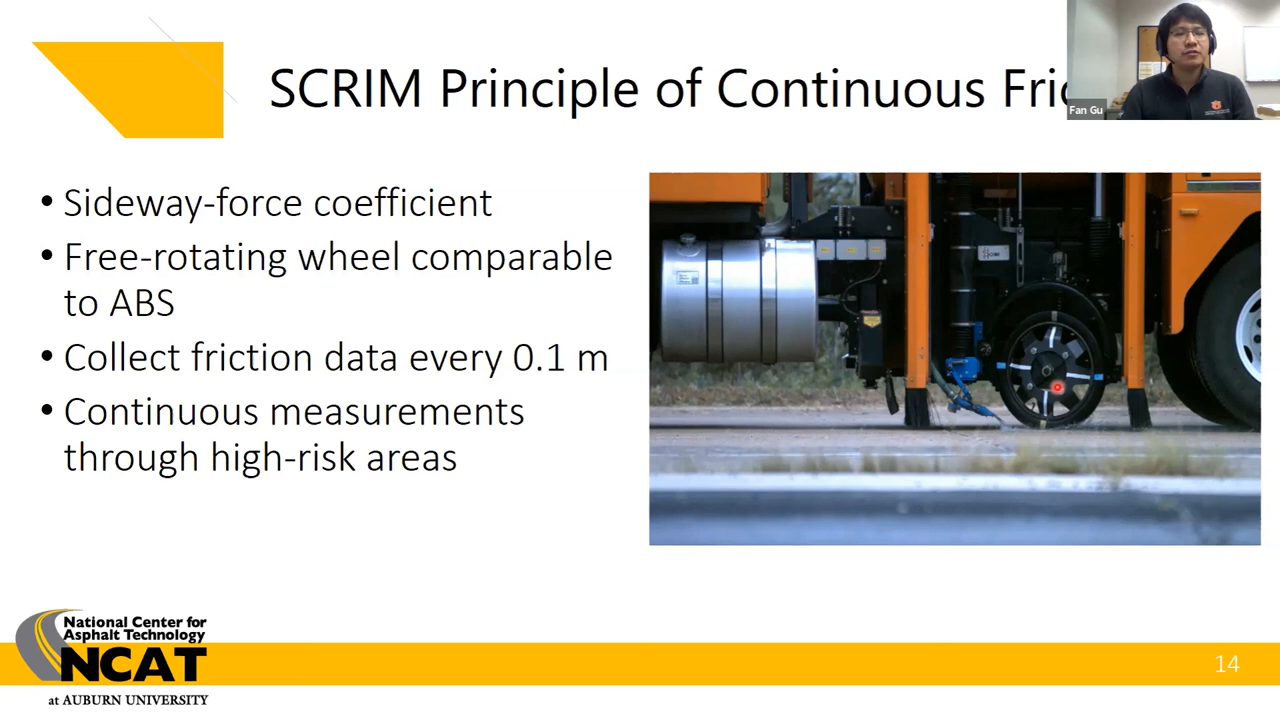 SCRIM Principle of Continuous Fric
Fan Gu
• Sideway-force coefficient
• Free-rotating wheel comparable
to ABS
• Collect friction data every 0.1 m
• Continuous measurements
through high-risk areas
National Center for
Asphalt Technology
NCAT
at AUBURN UNIVERSITY
14